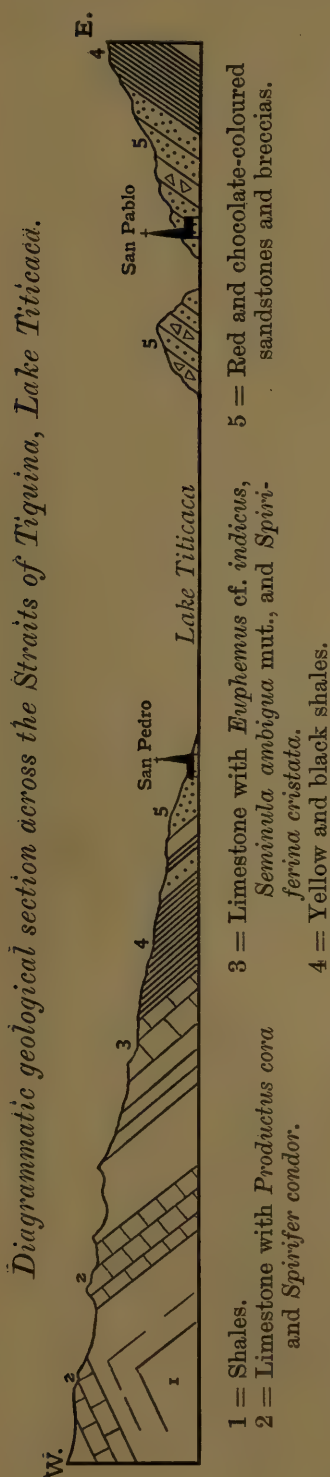 Diagrammatic geological section across the Straits of Tiquina, Lake Titicaca.
W.
E.
2
2
3
4
5
San Pedro
Lake Titicaca
5
San Pablo
5
4
1
1 = Shales.
2 = Limestone with Productus cora
and Spirifer condor.
3 = Limestone with Euphemus cf. indicus,
Seminula ambigua mut., and Spiri-
ferina cristata.
4 = Yellow and black shales.
5 = Red and chocolate-coloured
sandstones and breccias.